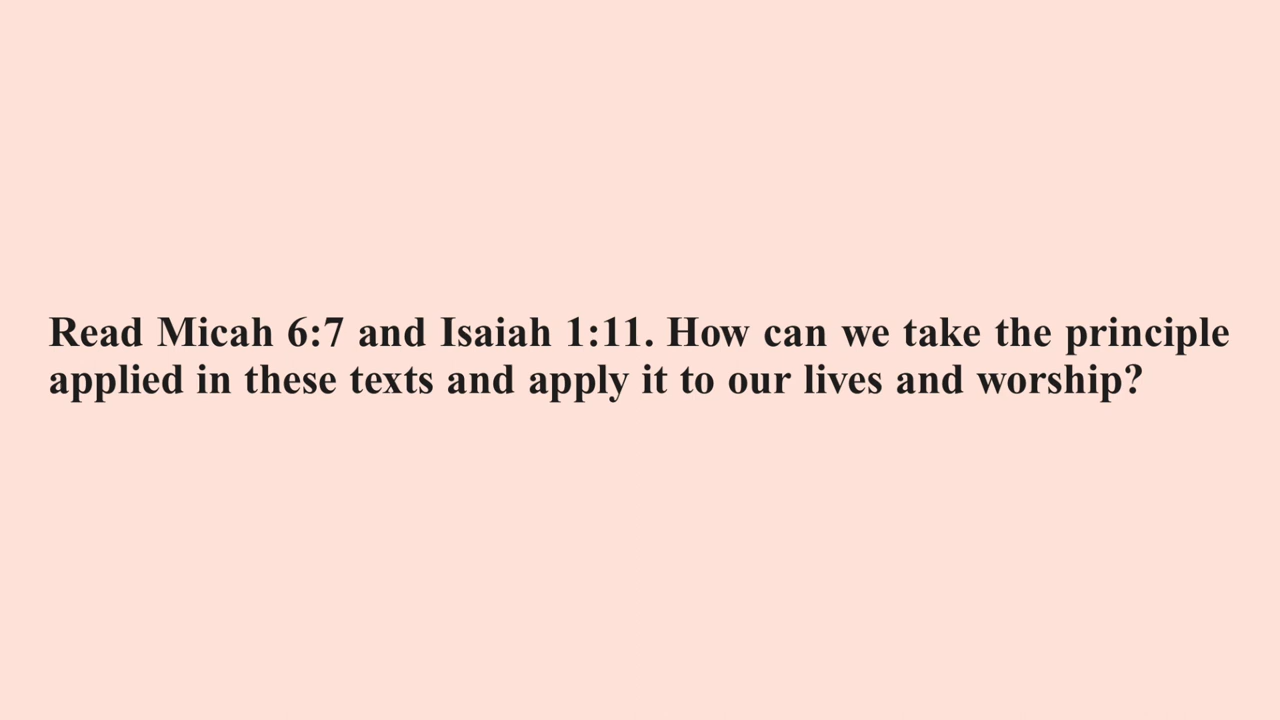 Read Micah 6:7 and Isaiah 1:11. How can we take the principle
applied in these texts and apply it to our lives and worship?